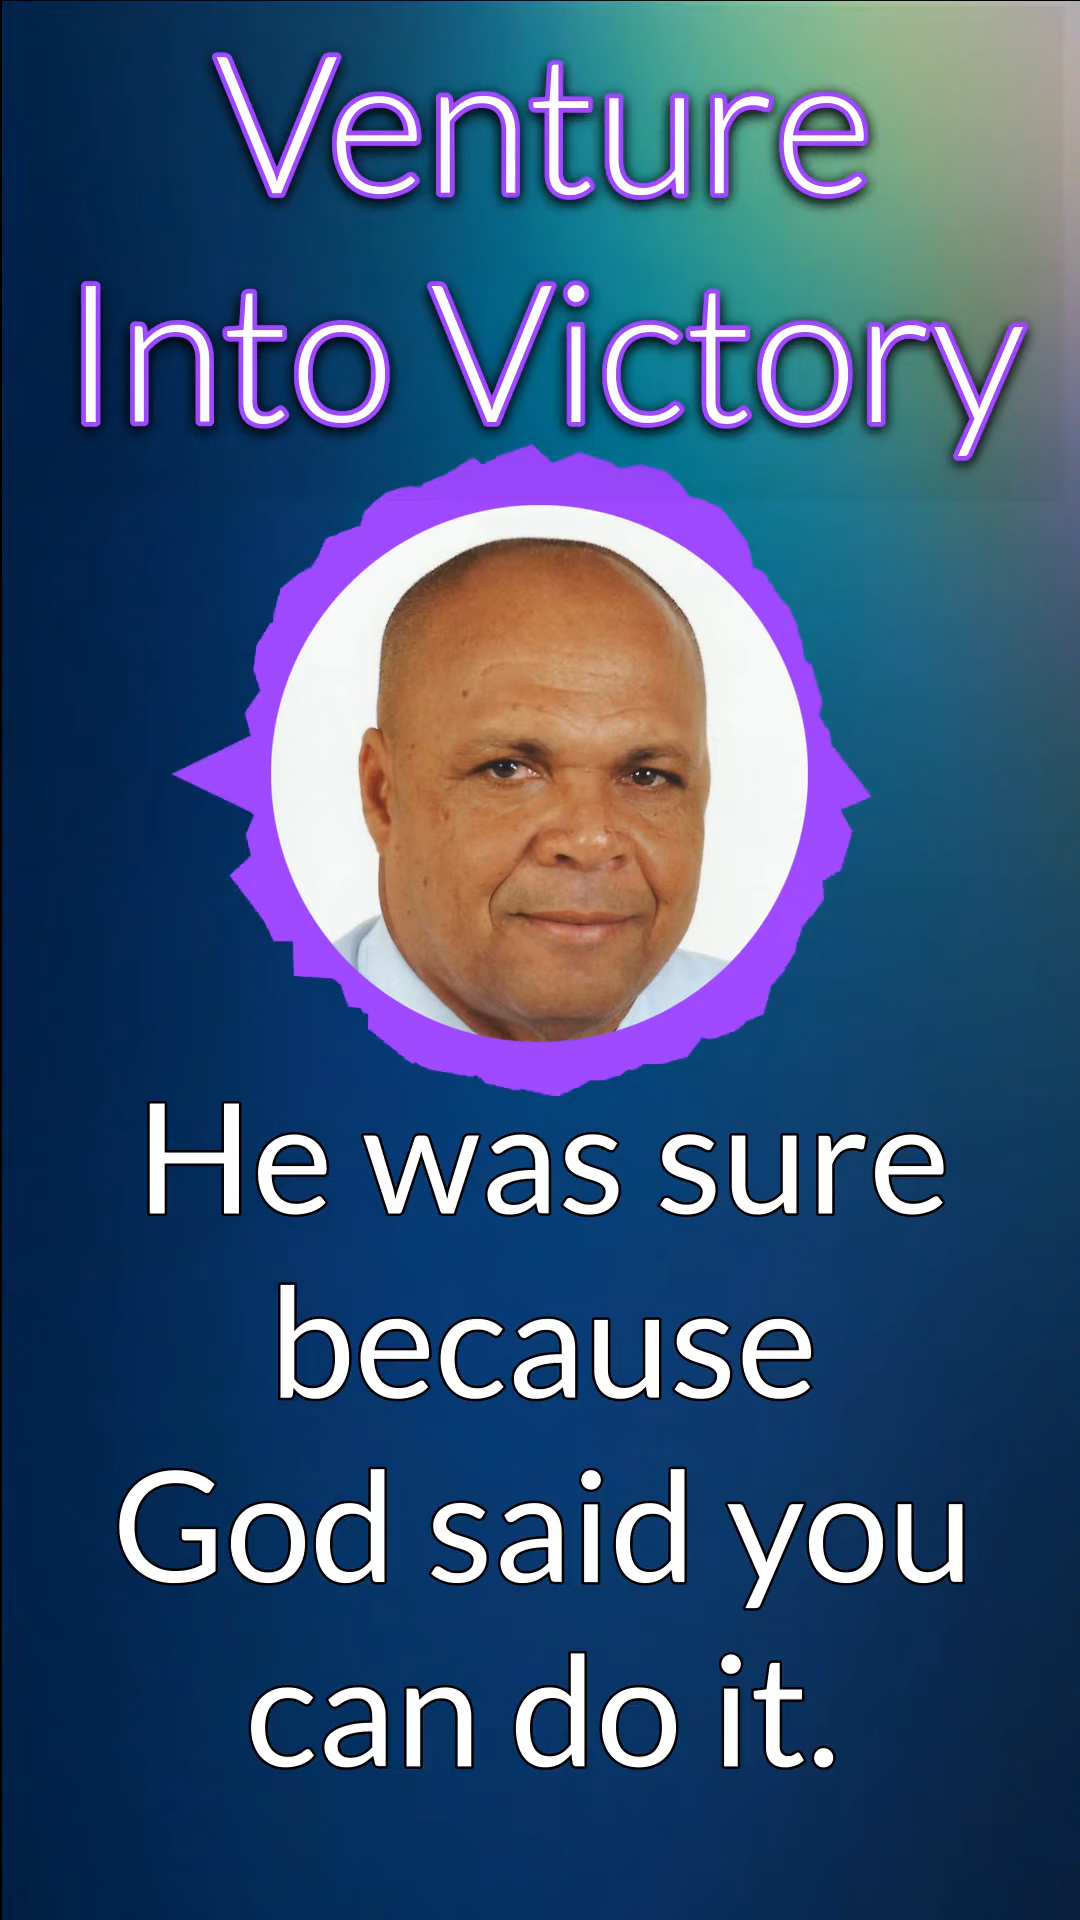 Venture
Into Victory
He was sure
because
God said you
can do it.